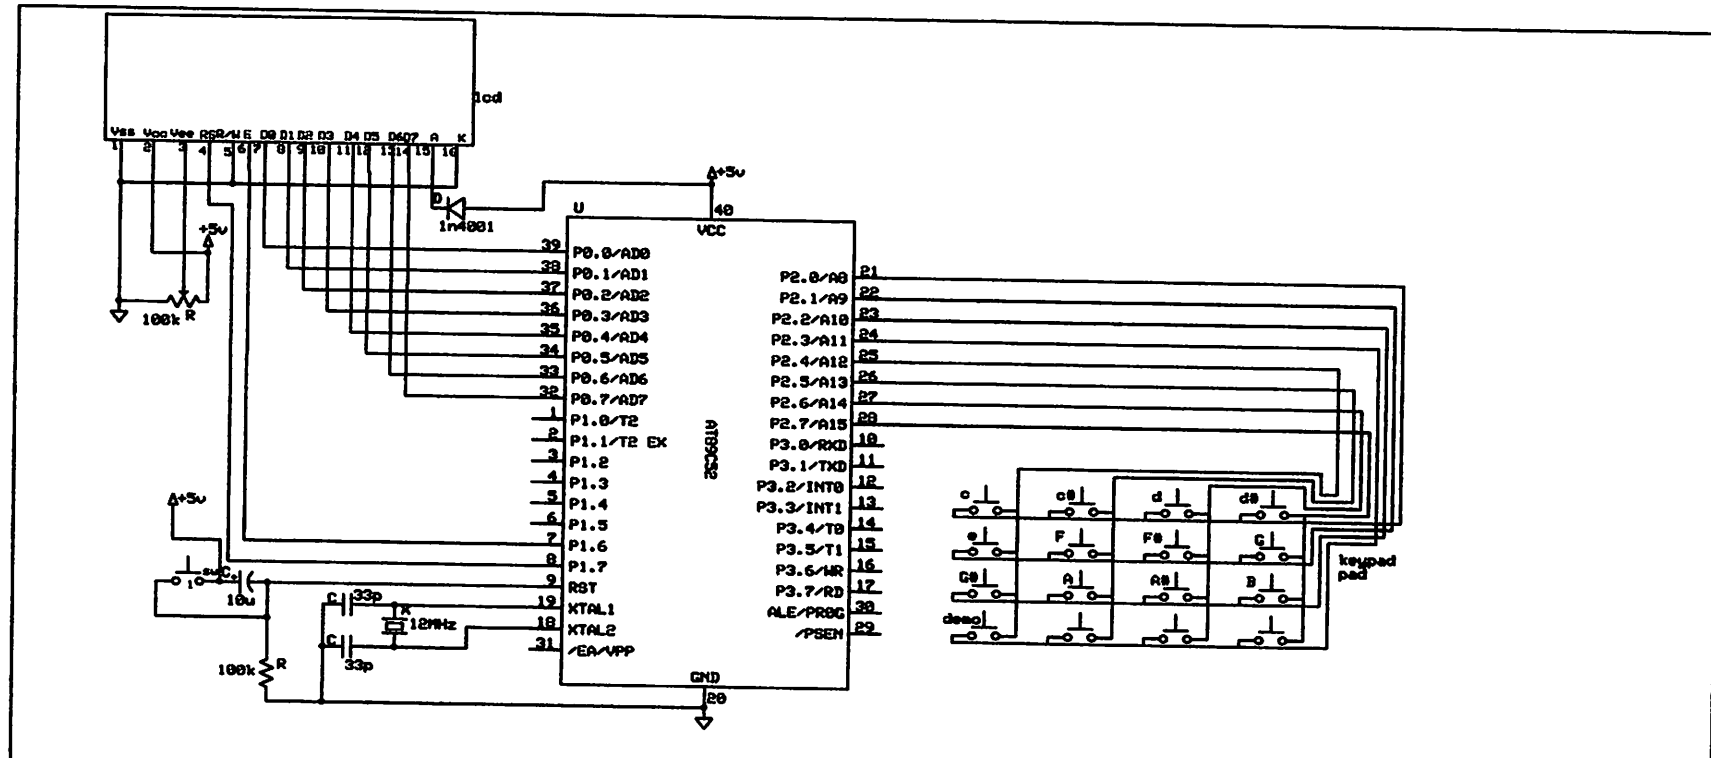 lcd
Vss Vcc Vee RS R/W E D0 D1 D2 D3 D4 D5 D6 D7 A K
1 2 3 4 5 6 7 8 9 10 11 12 13 14 15 16
+5v
D
1n4001
+5v
100k R
U
40
VCC
39 P0.0/AD0
38 P0.1/AD1
37 P0.2/AD2
36 P0.3/AD3
35 P0.4/AD4
34 P0.5/AD5
33 P0.6/AD6
32 P0.7/AD7
1 P1.0/T2
2 P1.1/T2 EX
3 P1.2
4 P1.3
5 P1.4
6 P1.5
7 P1.6
8 P1.7
9 RST
19 XTAL1
18 XTAL2
31 /EA/VPP
AT89C52
P2.0/A8 21
P2.1/A9 22
P2.2/A10 23
P2.3/A11 24
P2.4/A12 25
P2.5/A13 26
P2.6/A14 27
P2.7/A15 28
P3.0/RXD 10
P3.1/TXD 11
P3.2/INT0 12
P3.3/INT1 13
P3.4/T0 14
P3.5/T1 15
P3.6/WR 16
P3.7/RD 17
ALE/PROG 30
/PSEN 29
GND
20
+5v
sw
1
C
+
10u
100k R
C 33p
C
33p
X
12MHz
c c# d d#
e F F# G
G# A A# B
demo
keypad
pad